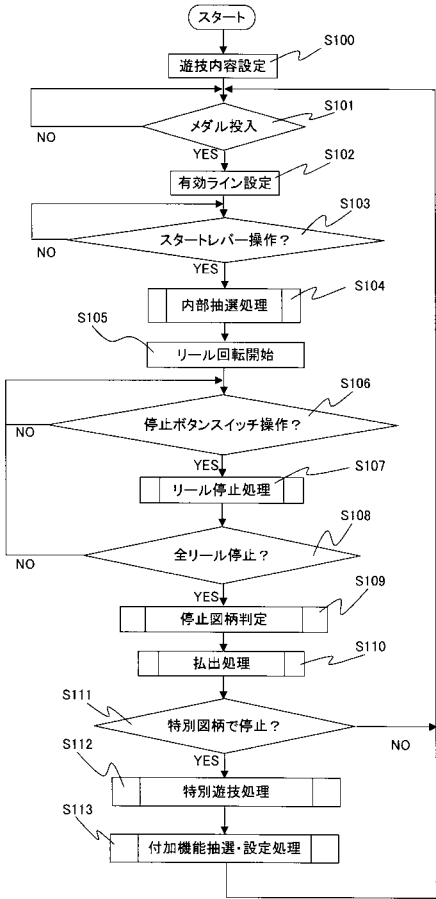 スタート
S100
遊技内容設定
S101
メダル投入
NO
YES
S102
有効ライン設定
S103
スタートレバー操作？
NO
YES
S104
内部抽選処理
S105
リール回転開始
S106
停止ボタンスイッチ操作？
NO
YES
S107
リール停止処理
S108
全リール停止？
NO
YES
S109
停止図柄判定
S110
払出処理
S111
特別図柄で停止？
NO
YES
S112
特別遊技処理
S113
付加機能抽選・設定処理